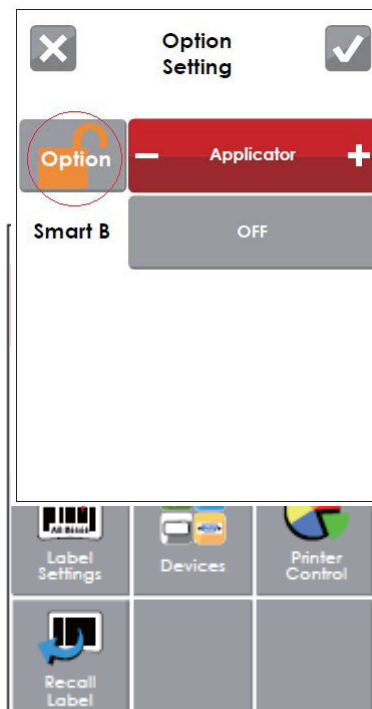 Option
Setting
Option
− Applicator +
Smart B
OFF
Label
Settings
Devices
Printer
Control
Recall
Label